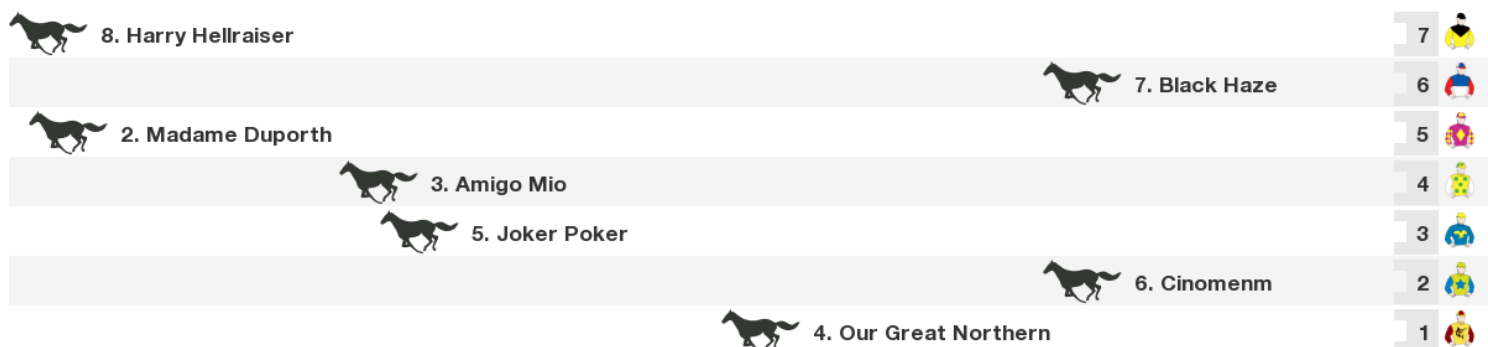 8. Harry Hellraiser 7
7. Black Haze 6
2. Madame Duporth 5
3. Amigo Mio 4
5. Joker Poker 3
6. Cinomenm 2
4. Our Great Northern 1